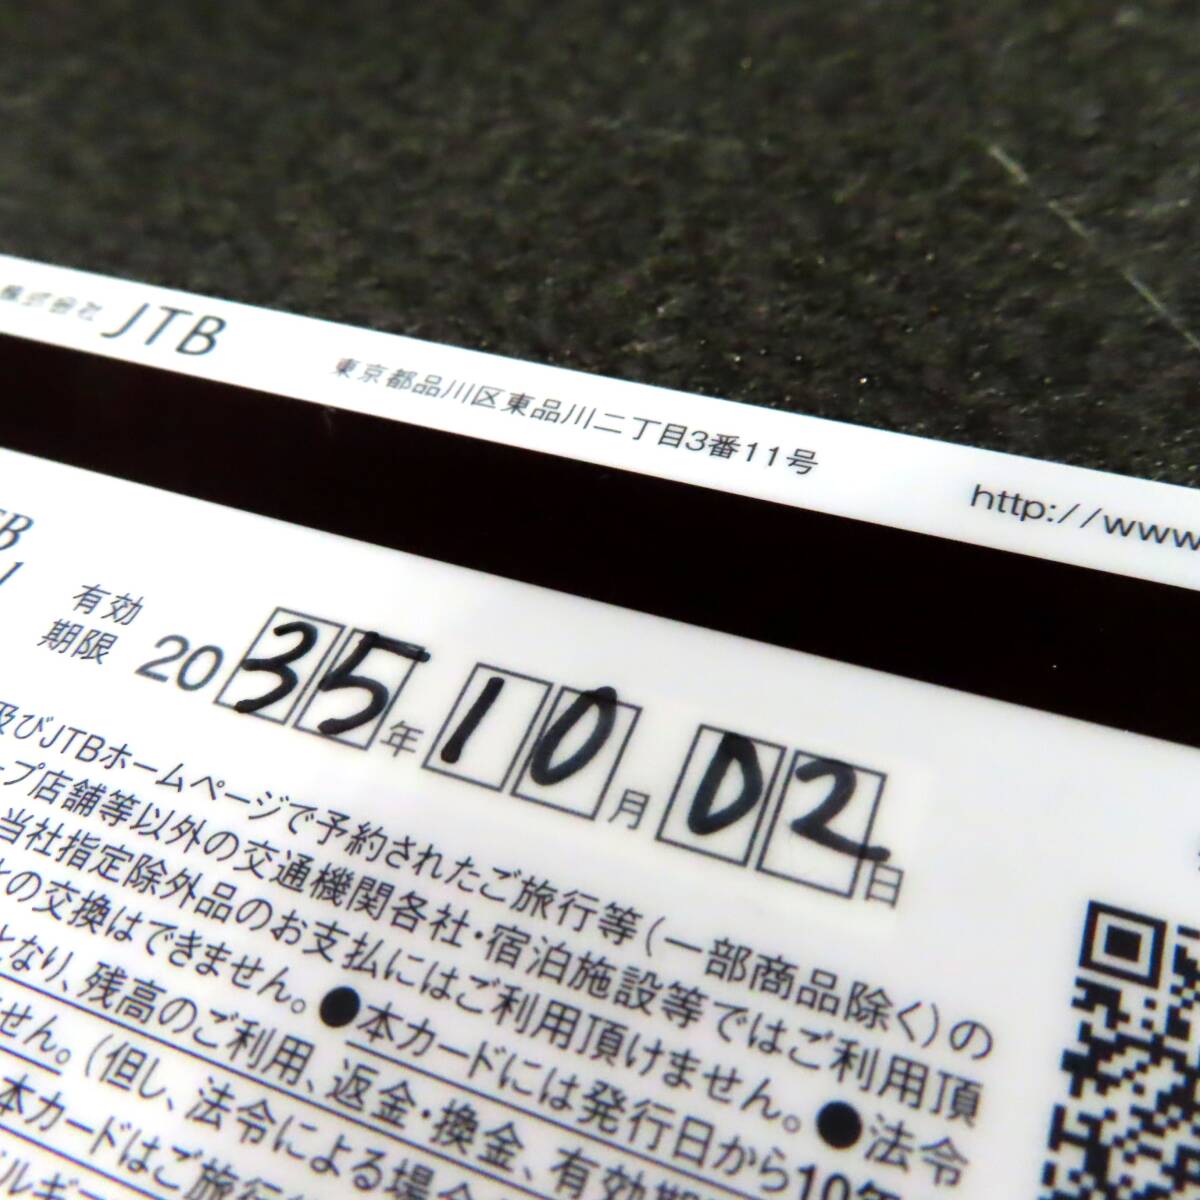 株式会社 JTB 東京都品川区東品川二丁目3番11号 http://www.
有効
期限 2035年10月02日
及びJTBホームページで予約されたご旅行等(一部商品除く)の
ープ店舗等以外の交通機関各社・宿泊施設等ではご利用頂
当社指定除外品のお支払にはご利用頂けません。●法令
の交換はできません。●本カードには発行日から10年
となり、残高のご利用、返金・換金、有効期
せん。(但し、法令による場合
本カードはご旅行